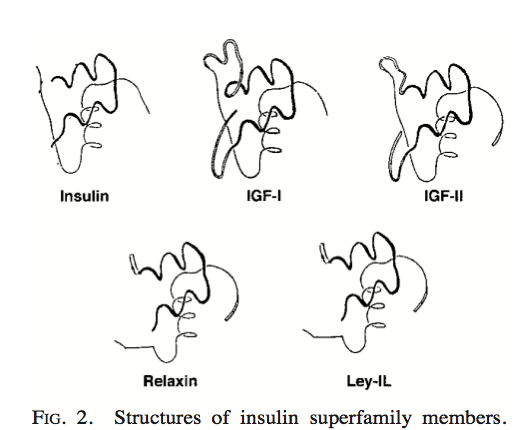 Insulin IGF-I IGF-II
Relaxin Ley-IL
FIG. 2. Structures of insulin superfamily members.